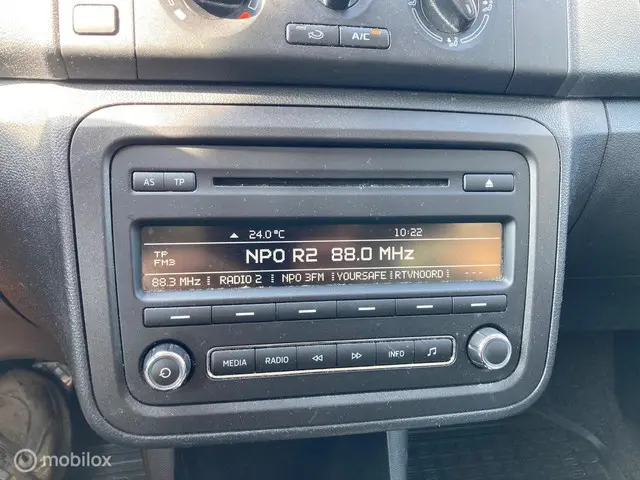 A/C
AS TP
24.0°C 10:22
TP
FM3
NPO R2 88.0 MHz
88.3 MHz RADIO 2 NPO 3FM YOURSAFE RTVNOORD ---
MEDIA RADIO INFO
mobilox